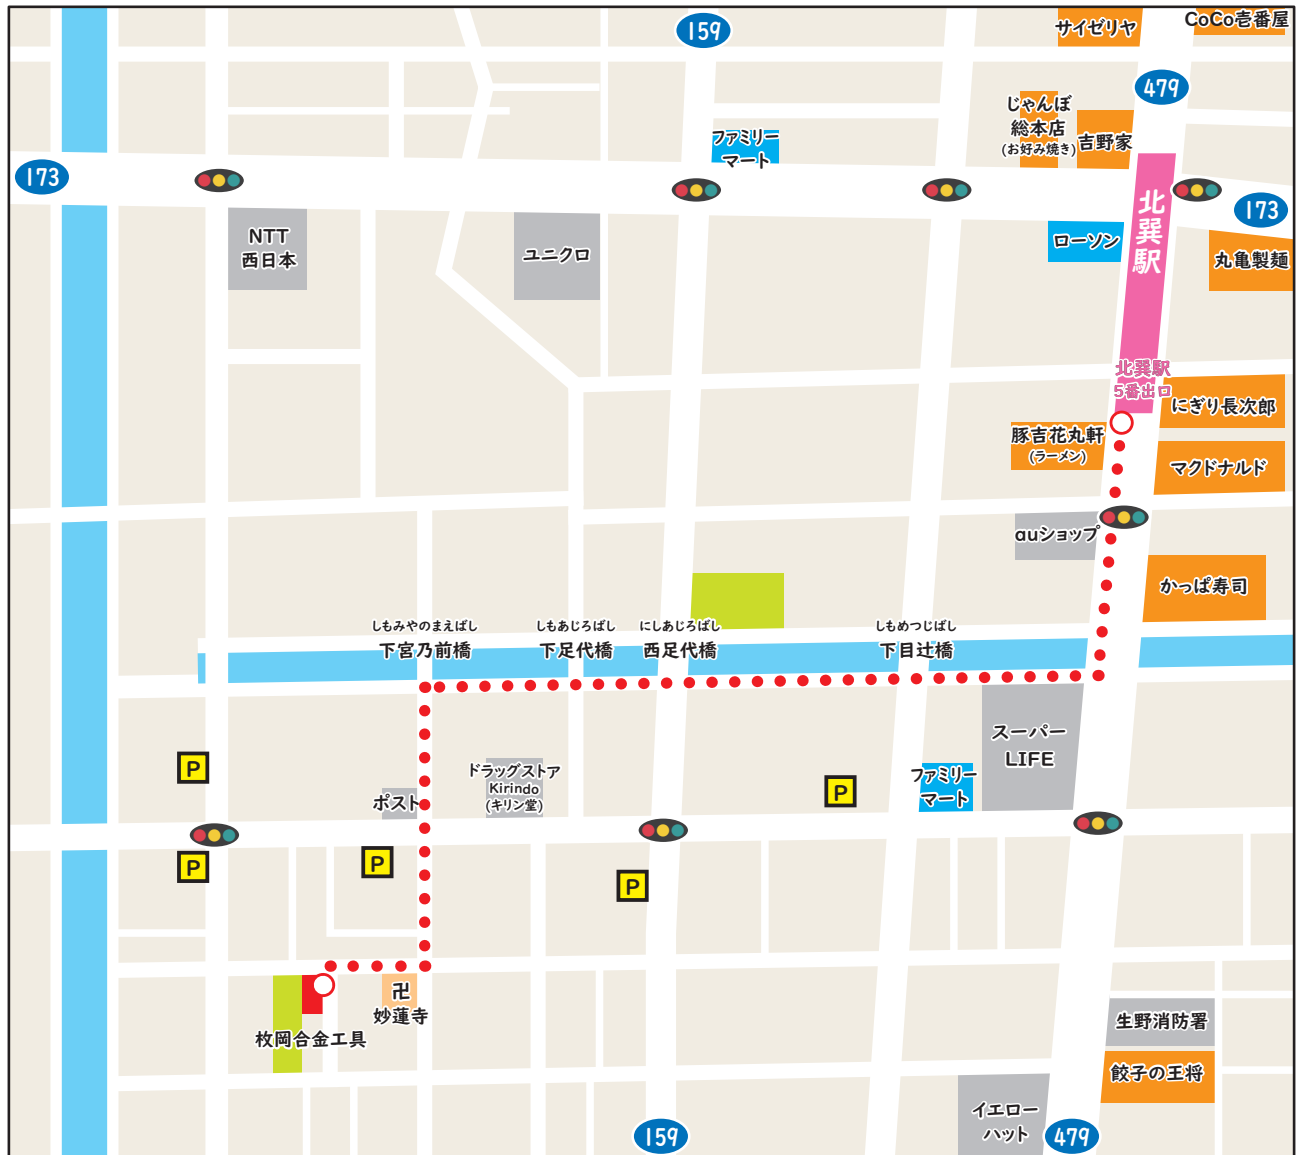 159
サイゼリヤ
CoCo壱番屋
479
じゃんぼ
総本店
(お好み焼き)
吉野家
ファミリー
マート
173
北巽駅
173
NTT
西日本
ユニクロ
ローソン
丸亀製麺
北巽駅
5番出口
にぎり長次郎
豚吉花丸軒
(ラーメン)
マクドナルド
auショップ
かっぱ寿司
しもみやのまえばし
下宮乃前橋
しもあじろばし
下足代橋
にしあじろばし
西足代橋
しもめつじばし
下目辻橋
スーパー
LIFE
P
ドラッグストア
Kirindo
(キリン堂)
ファミリー
マート
P
ポスト
P
P
P
卍
妙蓮寺
枚岡合金工具
生野消防署
餃子の王将
イエロー
ハット
159
479